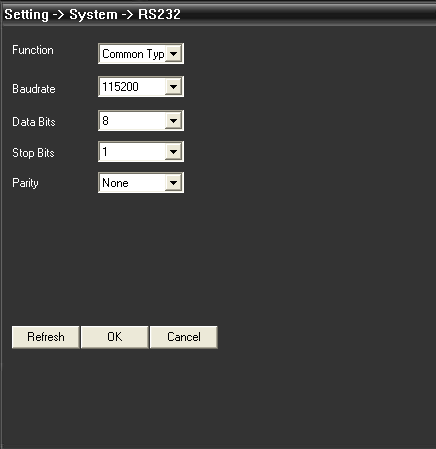 Setting -> System -> RS232
Function Common Typ
Baudrate 115200
Data Bits 8
Stop Bits 1
Parity None
Refresh OK Cancel